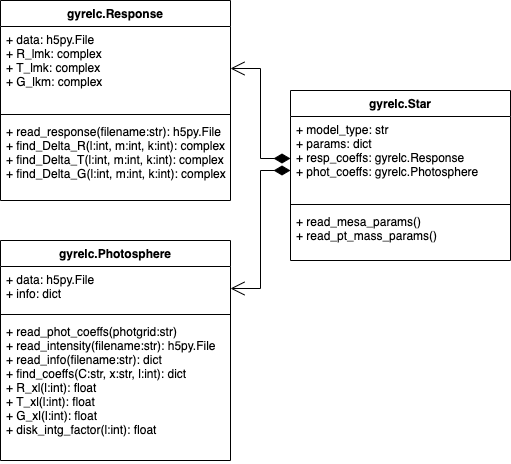 gyrelc.Response
+ data: h5py.File
+ R_lmk: complex
+ T_lmk: complex
+ G_lkm: complex
+ read_response(filename:str): h5py.File
+ find_Delta_R(l:int, m:int, k:int): complex
+ find_Delta_T(l:int, m:int, k:int): complex
+ find_Delta_G(l:int, m:int, k:int): complex
gyrelc.Star
+ model_type: str
+ params: dict
+ resp_coeffs: gyrelc.Response
+ phot_coeffs: gyrelc.Photosphere
+ read_mesa_params()
+ read_pt_mass_params()
gyrelc.Photosphere
+ data: h5py.File
+ info: dict
+ read_phot_coeffs(photgrid:str)
+ read_intensity(filename:str): h5py.File
+ read_info(filename:str): dict
+ find_coeffs(C:str, x:str, l:int): dict
+ R_xl(l:int): float
+ T_xl(l:int): float
+ G_xl(l:int): float
+ disk_intg_factor(l:int): float